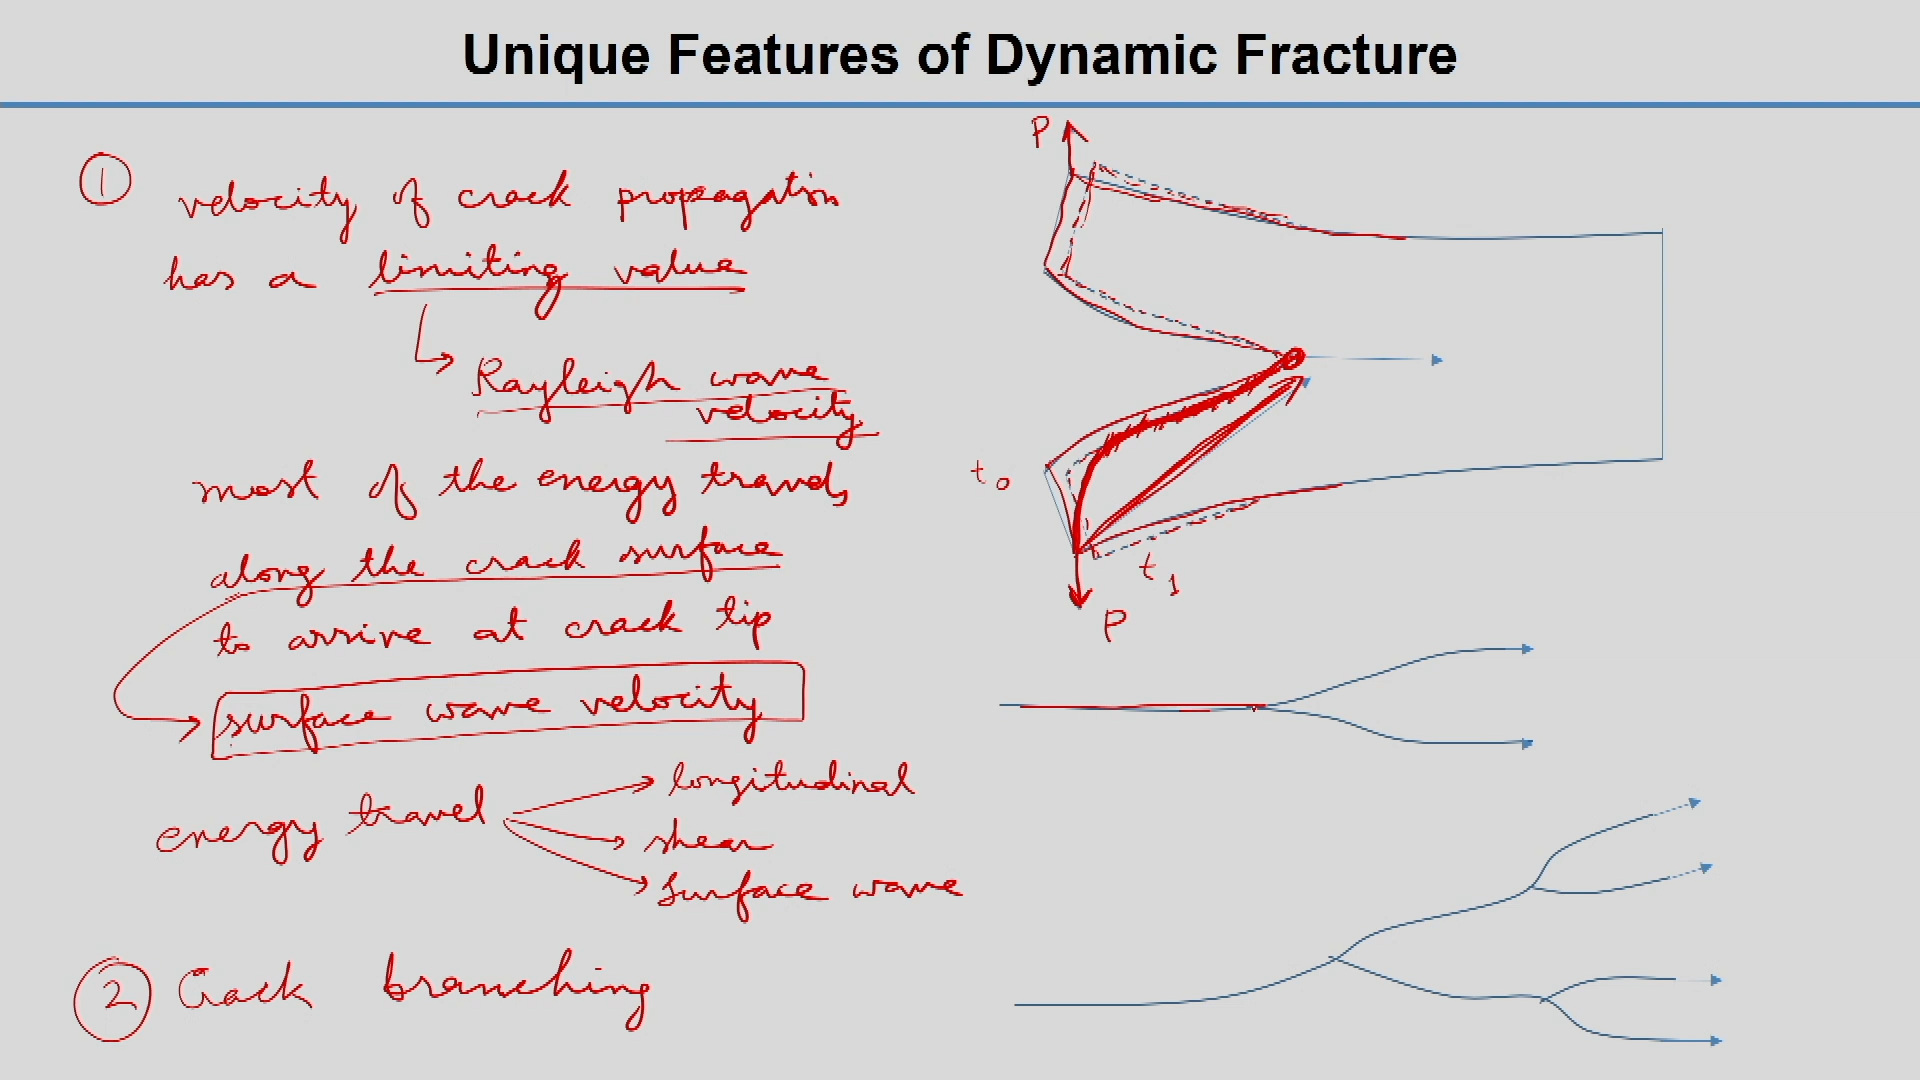 Unique Features of Dynamic Fracture
1 velocity of crack propagation
has a limiting value
Rayleigh wave
velocity
most of the energy travels
along the crack surface
to arrive at crack tip
surface wave velocity
energy travel
longitudinal
shear
surface wave
2 Crack branching
P
t0
t1
P